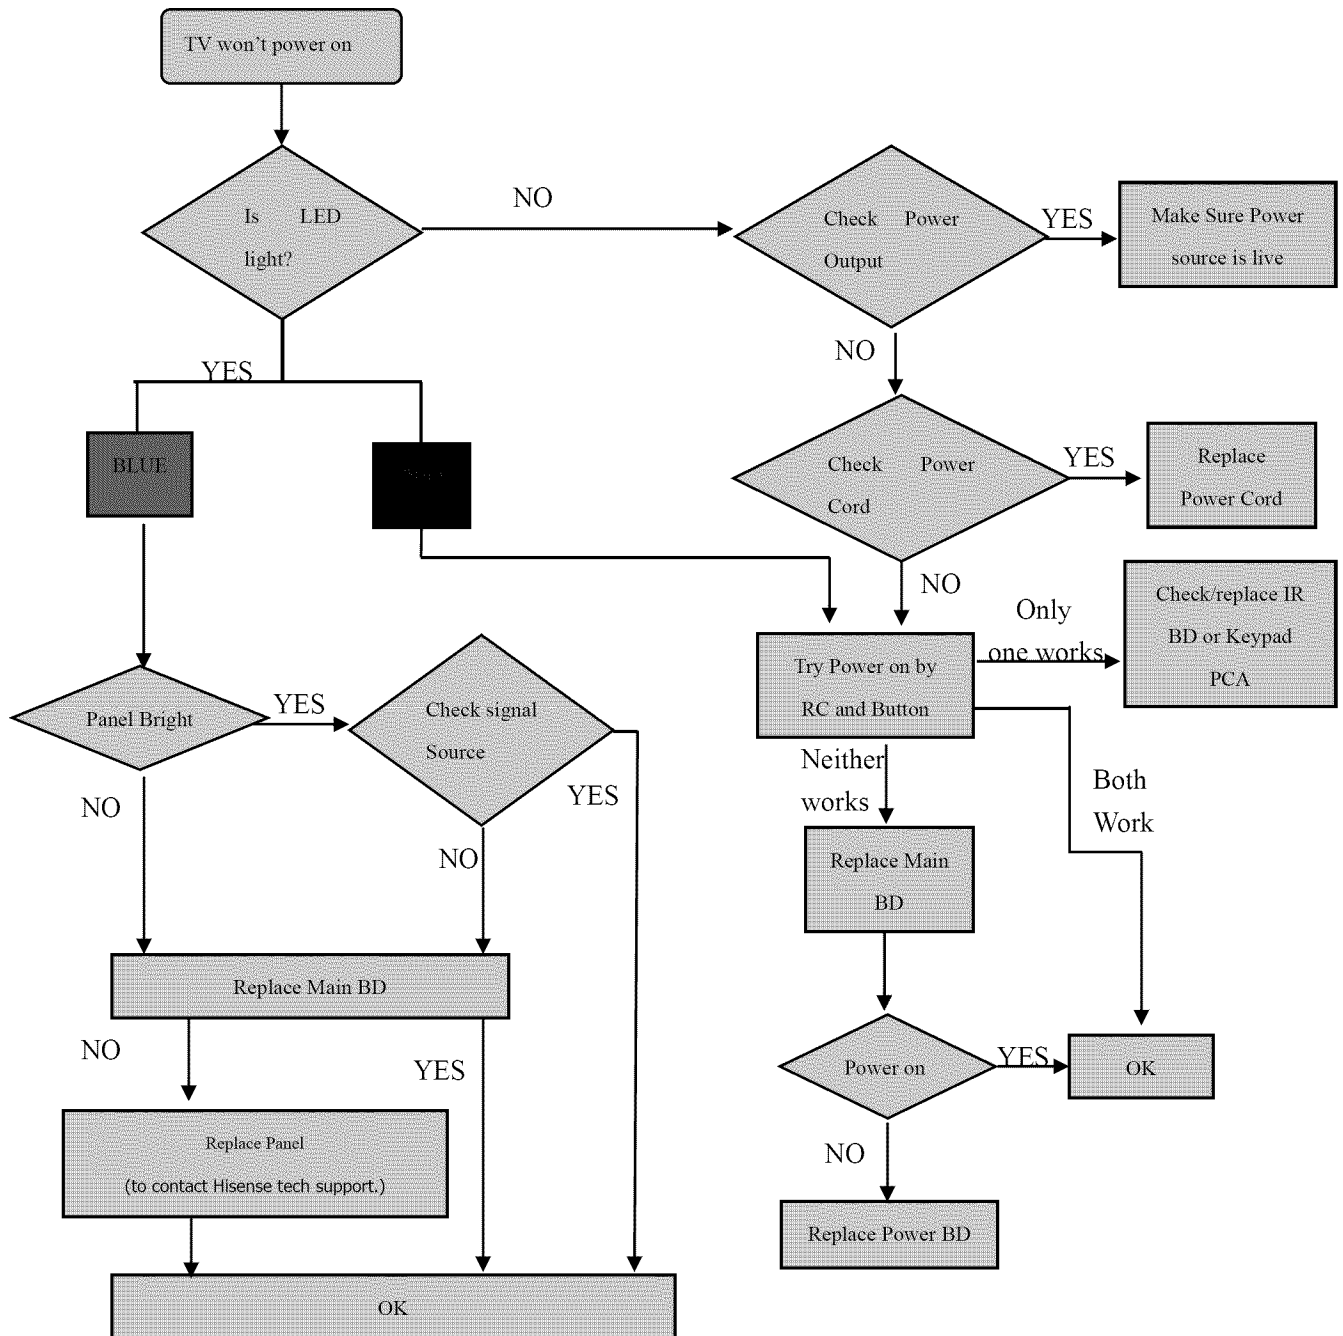 TV won't power on
Is LED
light?
NO
Check Power
Output
YES
Make Sure Power
source is live
YES
NO
BLUE
Check Power
Cord
YES
Replace
Power Cord
NO
Only
one works
Check/replace IR
BD or Keypad
PCA
Try Power on by
RC and Button
Panel Bright
YES
Check signal
Source
NO
YES
NO
Neither
works
Both
Work
Replace Main
BD
Replace Main BD
NO
YES
Power on
YES
OK
Replace Panel
(to contact Hisense tech support.)
NO
Replace Power BD
OK